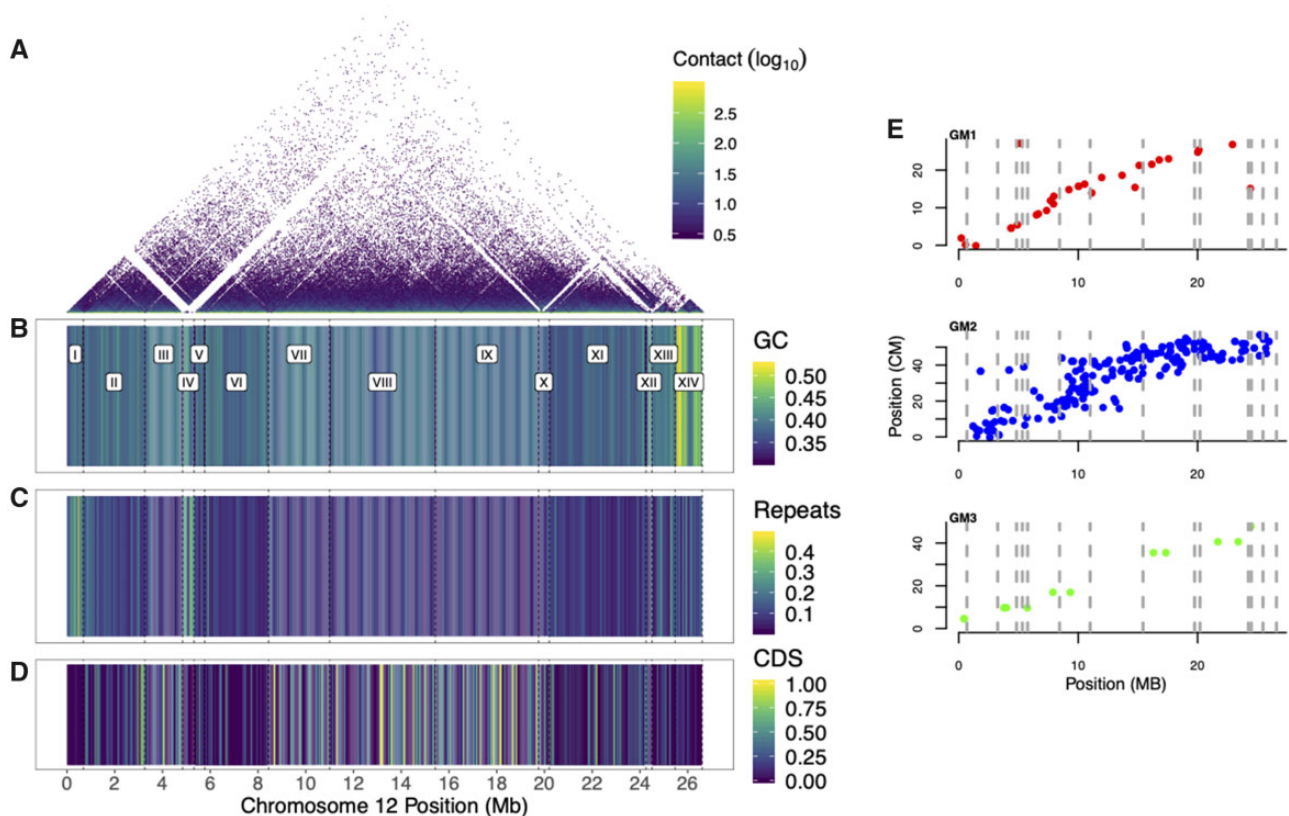 A
Contact (log10)
2.5
2.0
1.5
1.0
0.5
B
I
II
III
IV
V
VI
VII
VIII
IX
X
XI
XII
XIII
XIV
GC
0.50
0.45
0.40
0.35
C
Repeats
0.4
0.3
0.2
0.1
D
CDS
1.00
0.75
0.50
0.25
0.00
0 2 4 6 8 10 12 14 16 18 20 22 24 26
Chromosome 12 Position (Mb)
E
GM1
20
10
0
0 10 20
GM2
40
20
0
0 10 20
Position (CM)
GM3
40
20
0
0 10 20
Position (MB)